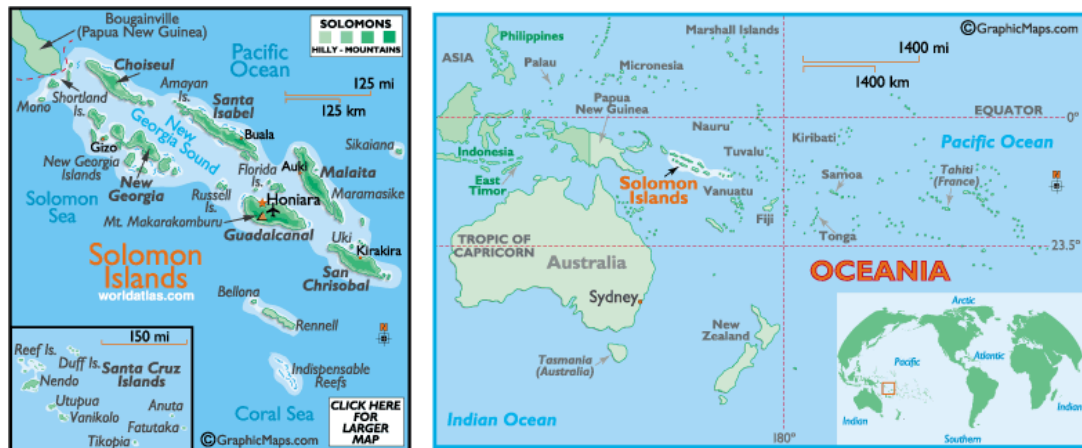 Bougainville
(Papua New Guinea)
SOLOMONS
HILLY - MOUNTAINS
Pacific
Ocean
Choiseul
125 mi
125 km
Amayan
Is.
Shortland
Is.
Mono
Santa
Isabel
New
Georgia Sound
Buala
Sikaiana
Gizo
New Georgia
Islands
Florida
Is.
Auki
Malaita
New
Georgia
Russell
Is.
Maramasike
Solomon
Sea
Honiara
Mt. Makarakamburu
Guadalcanal
Uki
Kirakira
Solomon
Islands
worldatlas.com
San
Chrisobal
Bellona
Rennell
150 mi
Reef Is.
Duff Is.
Santa Cruz
Islands
Nendo
Utupua
Vanikolo
Anuta
Fatutaka
Tikopia
Indispensable
Reefs
Coral Sea
CLICK HERE
FOR
LARGER
MAP
©GraphicMaps.com
©GraphicMaps.com
Philippines
Marshall Islands
1400 mi
1400 km
ASIA
Palau
Micronesia
Papua
New Guinea
EQUATOR
0°
Nauru
Kiribati
Pacific Ocean
Indonesia
Tuvalu
East
Timor
Solomon
Islands
Vanuatu
Samoa
Tahiti
(France)
Fiji
Tonga
TROPIC OF
CAPRICORN
23.5°
Australia
OCEANIA
Sydney
New
Zealand
Tasmania
(Australia)
Indian Ocean
180°
Arctic
Pacific
Atlantic
Indian
Indian
Southern